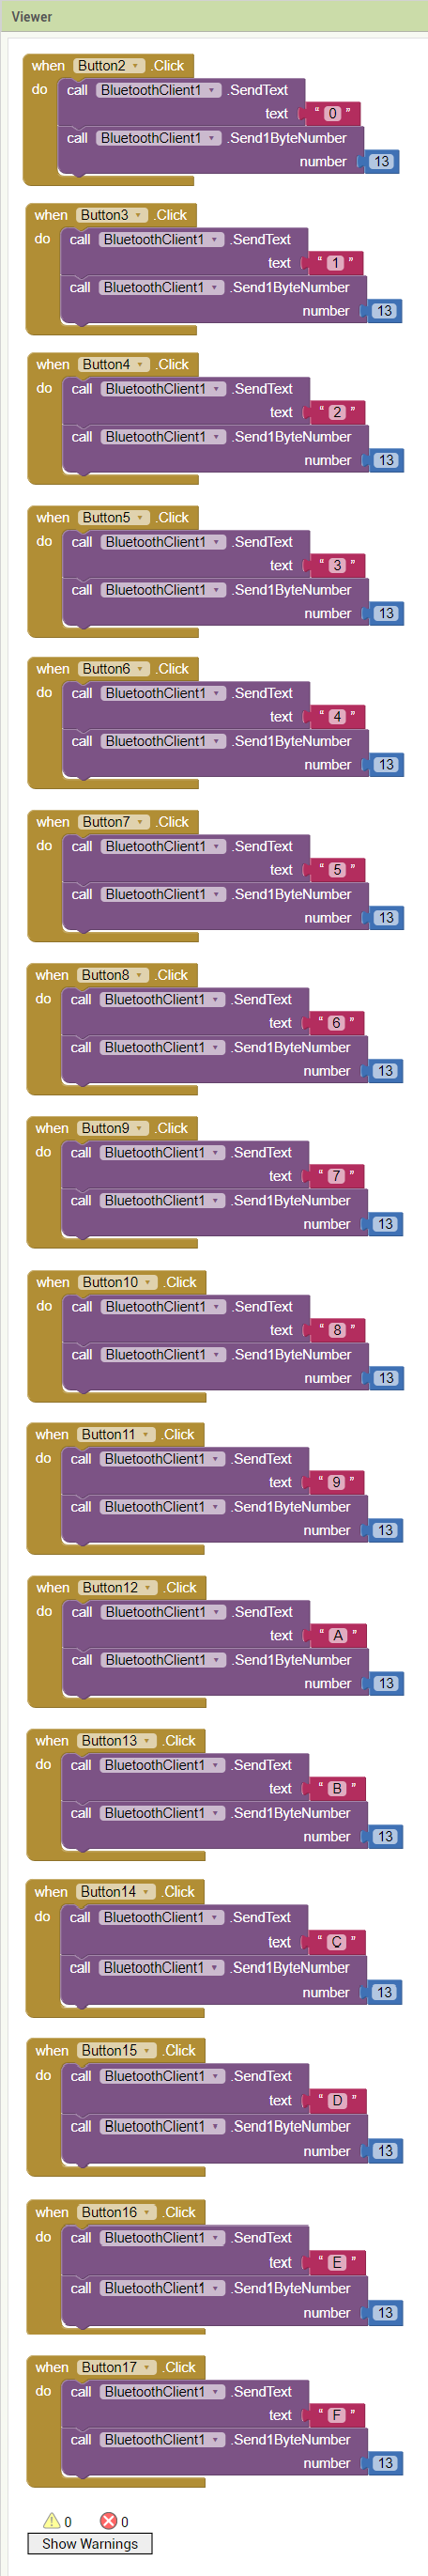 Viewer
when Button2 .Click
do call BluetoothClient1 .SendText
text " 0 "
call BluetoothClient1 .Send1ByteNumber
number 13
when Button3 .Click
do call BluetoothClient1 .SendText
text " 1 "
call BluetoothClient1 .Send1ByteNumber
number 13
when Button4 .Click
do call BluetoothClient1 .SendText
text " 2 "
call BluetoothClient1 .Send1ByteNumber
number 13
when Button5 .Click
do call BluetoothClient1 .SendText
text " 3 "
call BluetoothClient1 .Send1ByteNumber
number 13
when Button6 .Click
do call BluetoothClient1 .SendText
text " 4 "
call BluetoothClient1 .Send1ByteNumber
number 13
when Button7 .Click
do call BluetoothClient1 .SendText
text " 5 "
call BluetoothClient1 .Send1ByteNumber
number 13
when Button8 .Click
do call BluetoothClient1 .SendText
text " 6 "
call BluetoothClient1 .Send1ByteNumber
number 13
when Button9 .Click
do call BluetoothClient1 .SendText
text " 7 "
call BluetoothClient1 .Send1ByteNumber
number 13
when Button10 .Click
do call BluetoothClient1 .SendText
text " 8 "
call BluetoothClient1 .Send1ByteNumber
number 13
when Button11 .Click
do call BluetoothClient1 .SendText
text " 9 "
call BluetoothClient1 .Send1ByteNumber
number 13
when Button12 .Click
do call BluetoothClient1 .SendText
text " A "
call BluetoothClient1 .Send1ByteNumber
number 13
when Button13 .Click
do call BluetoothClient1 .SendText
text " B "
call BluetoothClient1 .Send1ByteNumber
number 13
when Button14 .Click
do call BluetoothClient1 .SendText
text " C "
call BluetoothClient1 .Send1ByteNumber
number 13
when Button15 .Click
do call BluetoothClient1 .SendText
text " D "
call BluetoothClient1 .Send1ByteNumber
number 13
when Button16 .Click
do call BluetoothClient1 .SendText
text " E "
call BluetoothClient1 .Send1ByteNumber
number 13
when Button17 .Click
do call BluetoothClient1 .SendText
text " F "
call BluetoothClient1 .Send1ByteNumber
number 13
0 0
Show Warnings